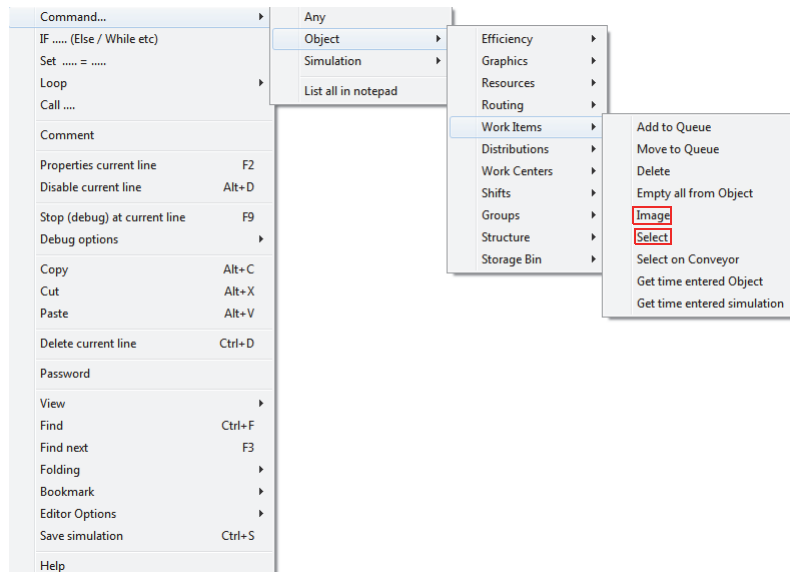 Command...
IF ..... (Else / While etc)
Set ..... = .....
Loop
Call ....
Comment
Properties current line F2
Disable current line Alt+D
Stop (debug) at current line F9
Debug options
Copy Alt+C
Cut Alt+X
Paste Alt+V
Delete current line Ctrl+D
Password
View
Find Ctrl+F
Find next F3
Folding
Bookmark
Editor Options
Save simulation Ctrl+S
Help
Any
Object
Simulation
List all in notepad
Efficiency
Graphics
Resources
Routing
Work Items
Distributions
Work Centers
Shifts
Groups
Structure
Storage Bin
Add to Queue
Move to Queue
Delete
Empty all from Object
Image
Select
Select on Conveyor
Get time entered Object
Get time entered simulation